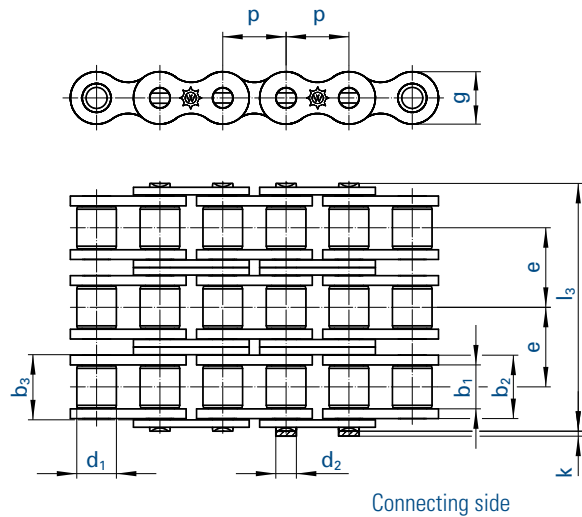 p p
g
e
l₃
e
b₃
b₁
b₂
d₁
d₂
k
Connecting side